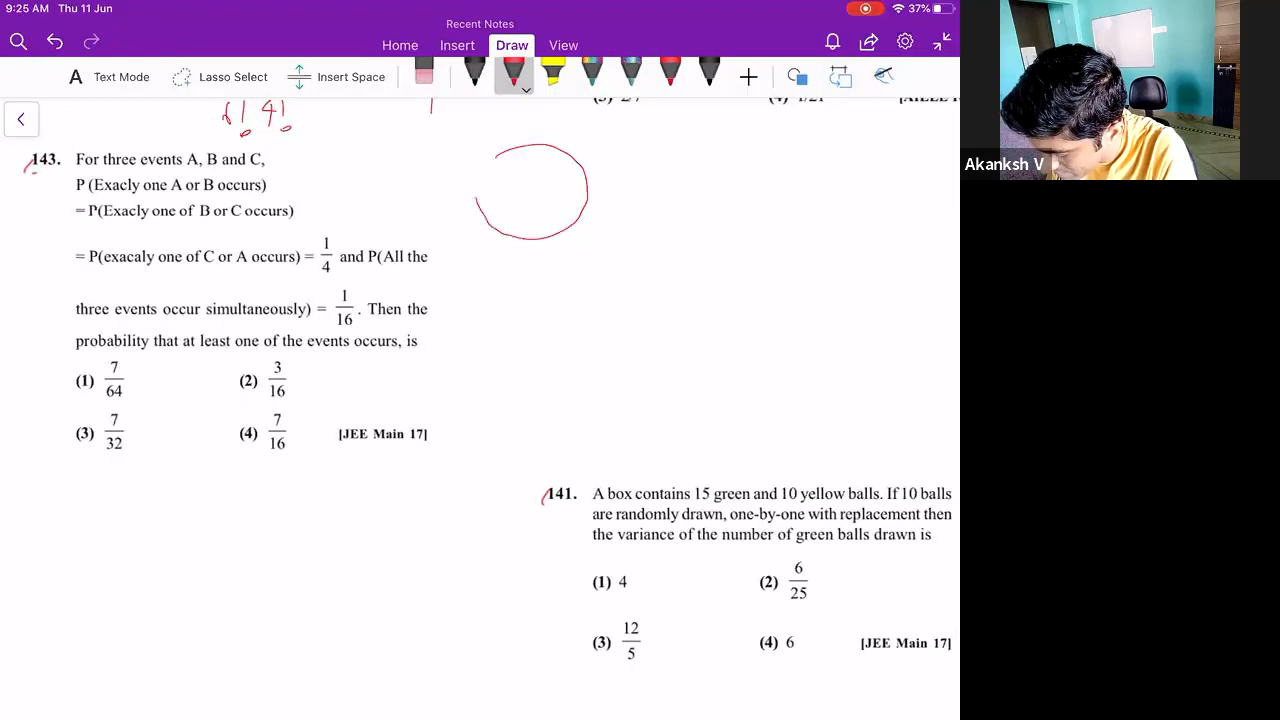 9:25 AM Thu 11 Jun
37%
Recent Notes
Home Insert Draw View
A Text Mode Lasso Select Insert Space
6! 4!
143. For three events A, B and C,
P (Exacly one A or B occurs)
= P(Exacly one of B or C occurs)
= P(exacaly one of C or A occurs) = 1/4 and P(All the
three events occur simultaneously) = 1/16. Then the
probability that at least one of the events occurs, is
(1) 7/64 (2) 3/16
(3) 7/32 (4) 7/16 [JEE Main 17]
141. A box contains 15 green and 10 yellow balls. If 10 balls
are randomly drawn, one-by-one with replacement then
the variance of the number of green balls drawn is
(1) 4 (2) 6/25
(3) 12/5 (4) 6 [JEE Main 17]
Akanksh V